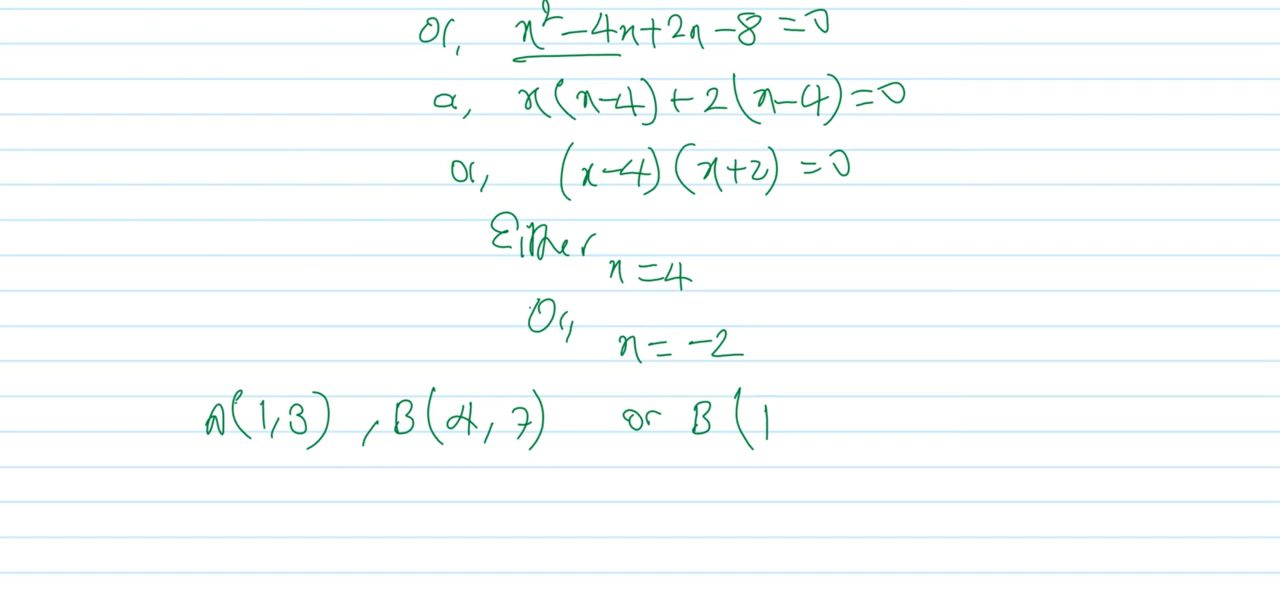 Or, x² - 4x + 2x - 8 = 0
or, x(x-4) + 2(x-4) = 0
or, (x-4)(x+2) = 0
Either
x = 4
Or,
x = -2
A(1,3), B(4,7) or B(1